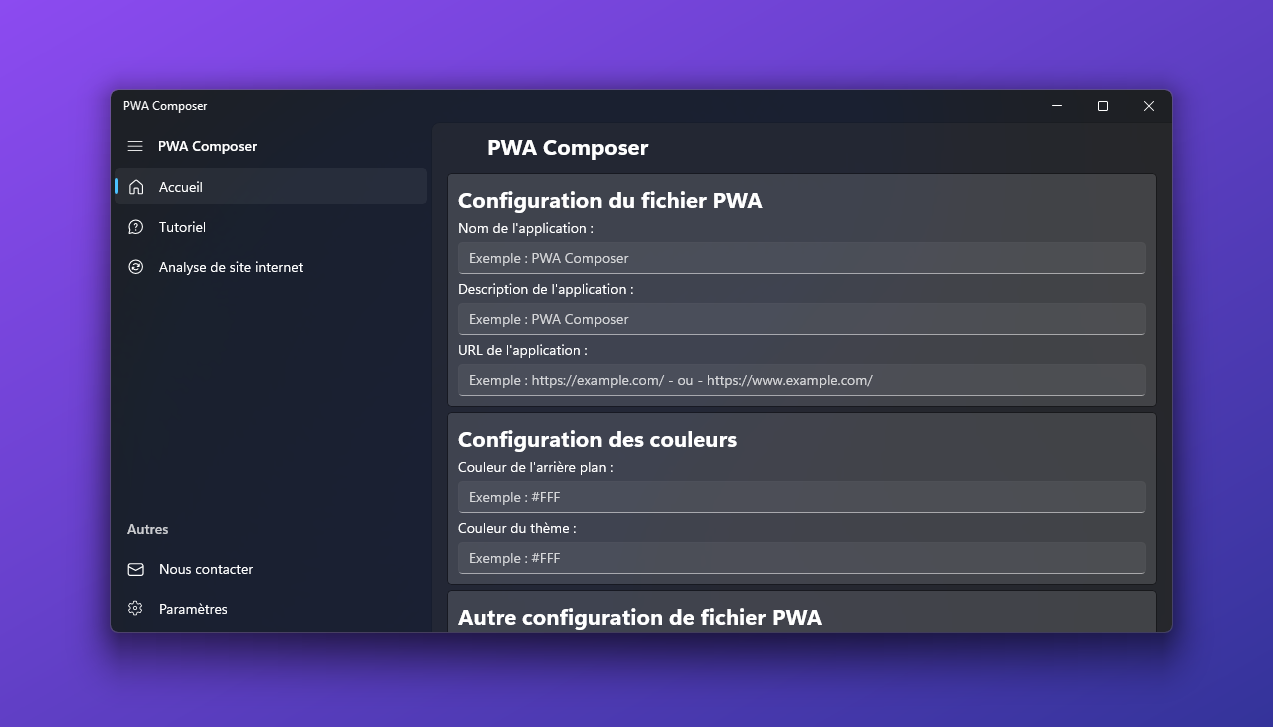 PWA Composer
PWA Composer
Accueil
Tutoriel
Analyse de site internet
Autres
Nous contacter
Paramètres
PWA Composer
Configuration du fichier PWA
Nom de l'application :
Exemple : PWA Composer
Description de l'application :
Exemple : PWA Composer
URL de l'application :
Exemple : https://example.com/ - ou - https://www.example.com/
Configuration des couleurs
Couleur de l'arrière plan :
Exemple : #FFF
Couleur du thème :
Exemple : #FFF
Autre configuration de fichier PWA